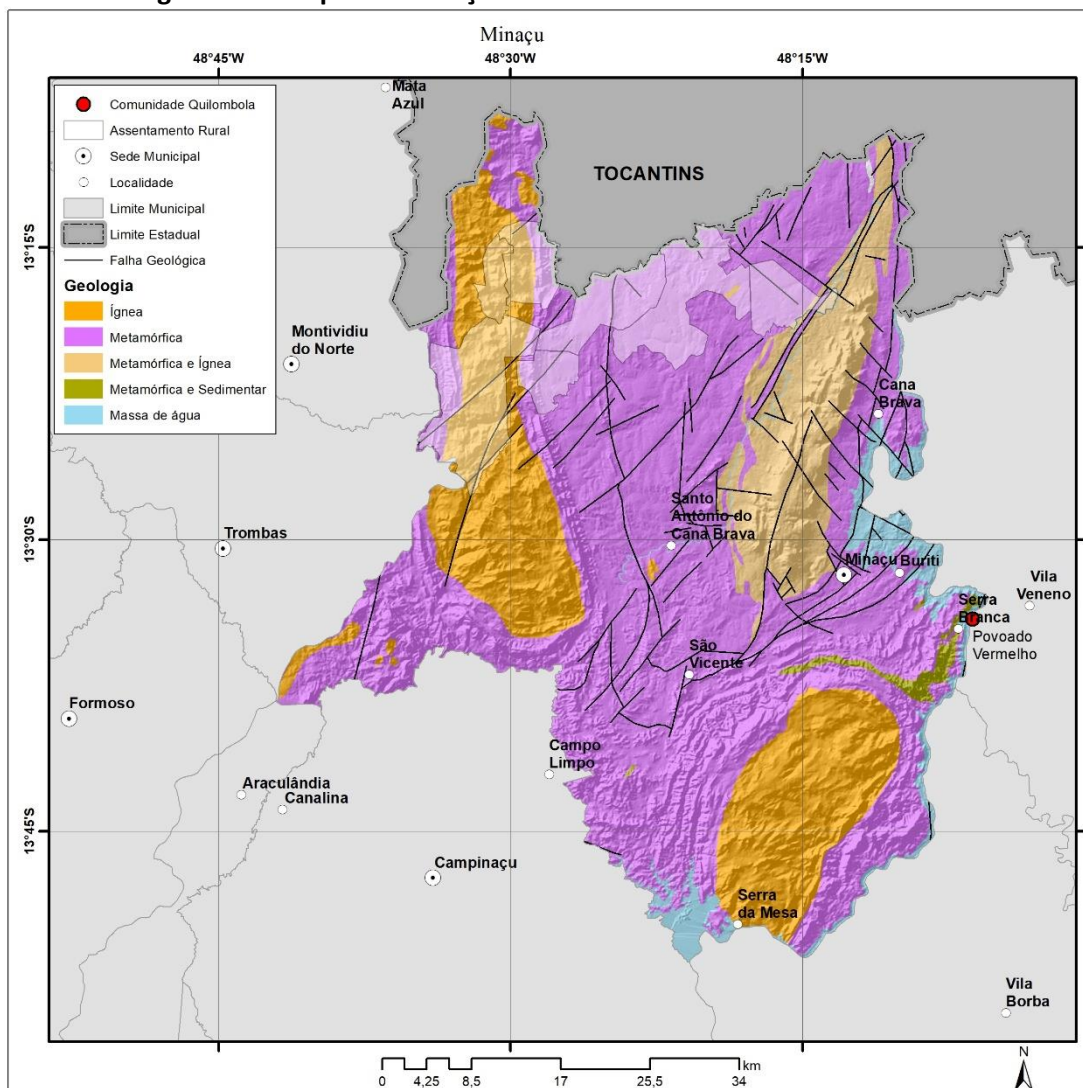 Minaçu
48°45'W
48°30'W
48°15'W
Mata
Azul
Comunidade Quilombola
Assentamento Rural
Sede Municipal
Localidade
Limite Municipal
Limite Estadual
Falha Geológica
Geologia
Ígnea
Metamórfica
Metamórfica e Ígnea
Metamórfica e Sedimentar
Massa de água
TOCANTINS
13°15'S
Montividiu
do Norte
Cana
Brava
Santo
Antônio do
Cana Brava
13°30'S
Trombas
Minaçu
Buriti
Vila
Veneno
Serra
Branca
Povoado
Vermelho
São
Vicente
Formoso
Campo
Limpo
Araculândia
Canalina
13°45'S
Campinaçu
Serra
da Mesa
Vila
Borba
km
0 4,25 8,5 17 25,5 34
N